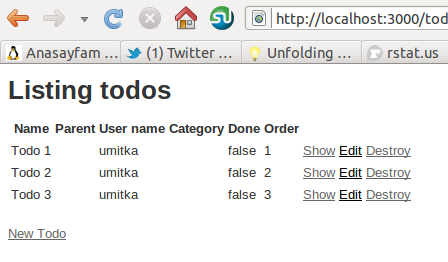 http://localhost:3000/tod
Anasayfam ... (1) Twitter ... Unfolding ... rstat.us
Listing todos
Name Parent User name Category Done Order
Todo 1 umitka false 1 Show Edit Destroy
Todo 2 umitka false 2 Show Edit Destroy
Todo 3 umitka false 3 Show Edit Destroy
New Todo